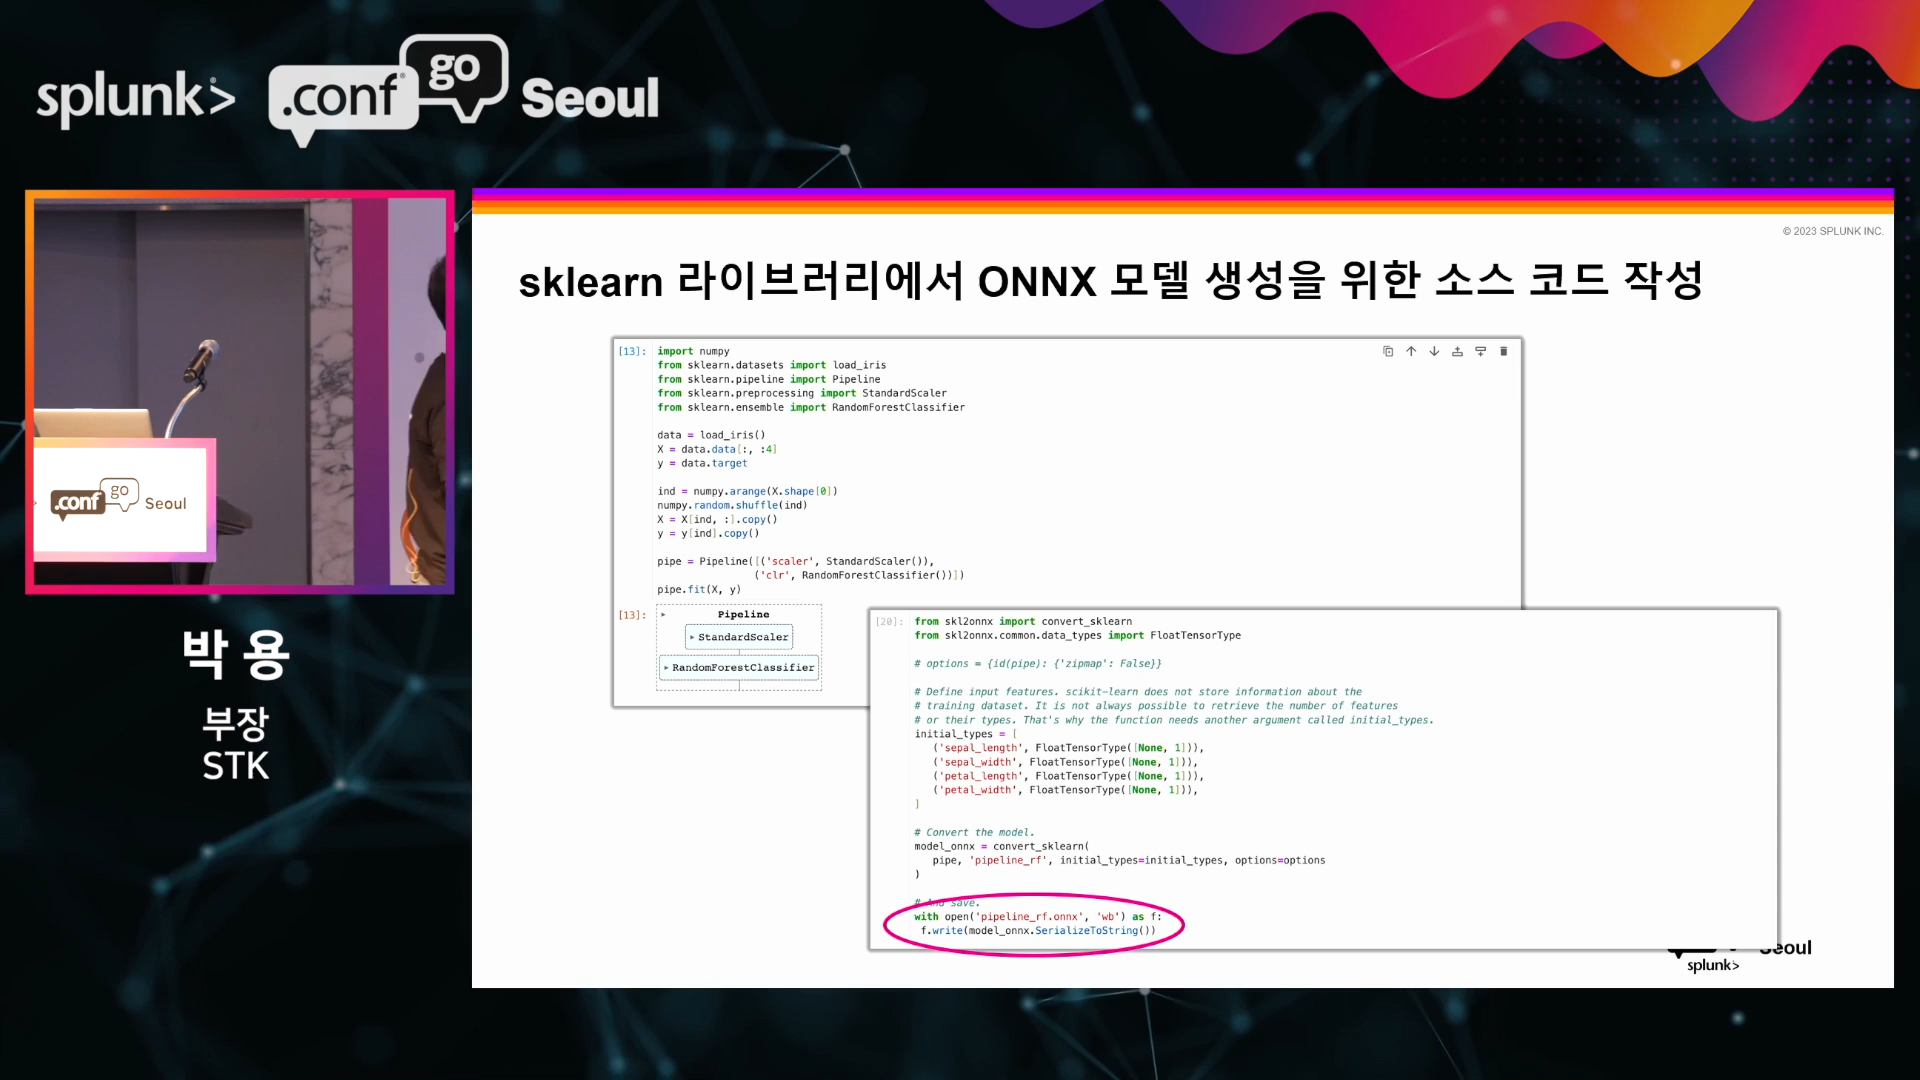 splunk> .conf go Seoul
© 2023 SPLUNK INC.
sklearn 라이브러리에서 ONNX 모델 생성을 위한 소스 코드 작성
[13]: import numpy
from sklearn.datasets import load_iris
from sklearn.pipeline import Pipeline
from sklearn.preprocessing import StandardScaler
from sklearn.ensemble import RandomForestClassifier
data = load_iris()
X = data.data[:, :4]
y = data.target
ind = numpy.arange(X.shape[0])
numpy.random.shuffle(ind)
X = X[ind, :].copy()
y = y[ind].copy()
pipe = Pipeline([('scaler', StandardScaler()),
('clr', RandomForestClassifier())])
pipe.fit(X, y)
[13]: Pipeline
StandardScaler
RandomForestClassifier
[20]: from skl2onnx import convert_sklearn
from skl2onnx.common.data_types import FloatTensorType
# options = {id(pipe): {'zipmap': False}}
# Define input features. scikit-learn does not store information about the
# training dataset. It is not always possible to retrieve the number of features
# or their types. That's why the function needs another argument called initial_types.
initial_types = [
('sepal_length', FloatTensorType([None, 1])),
('sepal_width', FloatTensorType([None, 1])),
('petal_length', FloatTensorType([None, 1])),
('petal_width', FloatTensorType([None, 1])),
]
# Convert the model.
model_onnx = convert_sklearn(
pipe, 'pipeline_rf', initial_types=initial_types, options=options
)
# And save.
with open('pipeline_rf.onnx', 'wb') as f:
f.write(model_onnx.SerializeToString())
Seoul
splunk>
.conf go Seoul
박 용
부장
STK